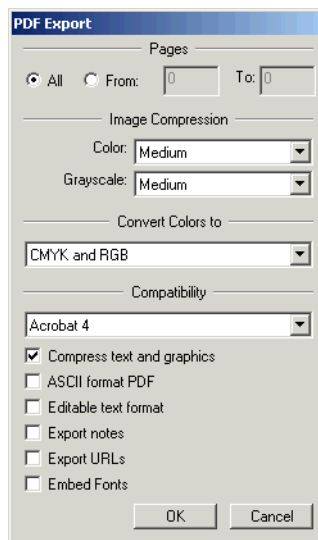 PDF Export
Pages
All From: 0 To: 0
Image Compression
Color: Medium
Grayscale: Medium
Convert Colors to
CMYK and RGB
Compatibility
Acrobat 4
Compress text and graphics
ASCII format PDF
Editable text format
Export notes
Export URLs
Embed Fonts
OK Cancel